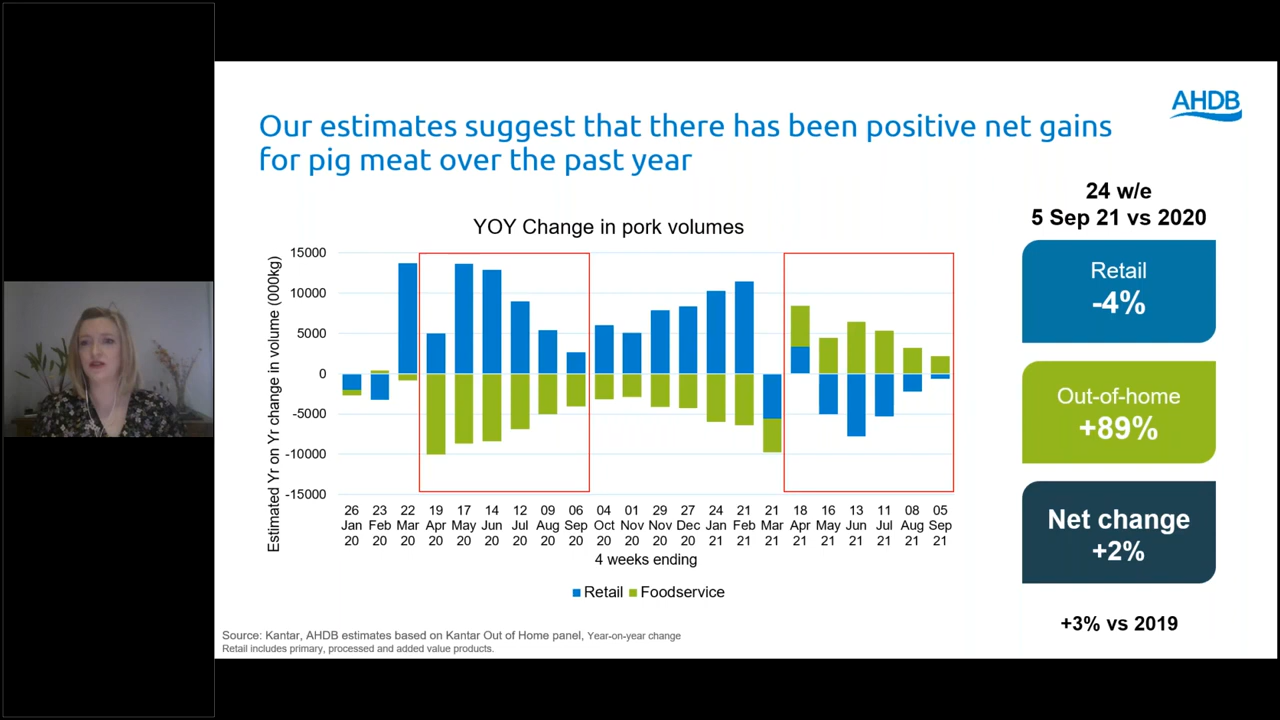 AHDB
Our estimates suggest that there has been positive net gains
for pig meat over the past year
24 w/e
5 Sep 21 vs 2020
YOY Change in pork volumes
Estimated Yr on Yr change in volume (000kg)
15000
10000
5000
0
-5000
-10000
-15000
26 23 22 19 17 14 12 09 06 04 01 29 27 24 21 21 18 16 13 11 08 05
Jan Feb Mar Apr May Jun Jul Aug Sep Oct Nov Nov Dec Jan Feb Mar Apr May Jun Jul Aug Sep
20 20 20 20 20 20 20 20 20 20 20 20 20 21 21 21 21 21 21 21 21 21
4 weeks ending
Retail Foodservice
Retail
-4%
Out-of-home
+89%
Net change
+2%
+3% vs 2019
Source: Kantar, AHDB estimates based on Kantar Out of Home panel, Year-on-year change
Retail includes primary, processed and added value products.